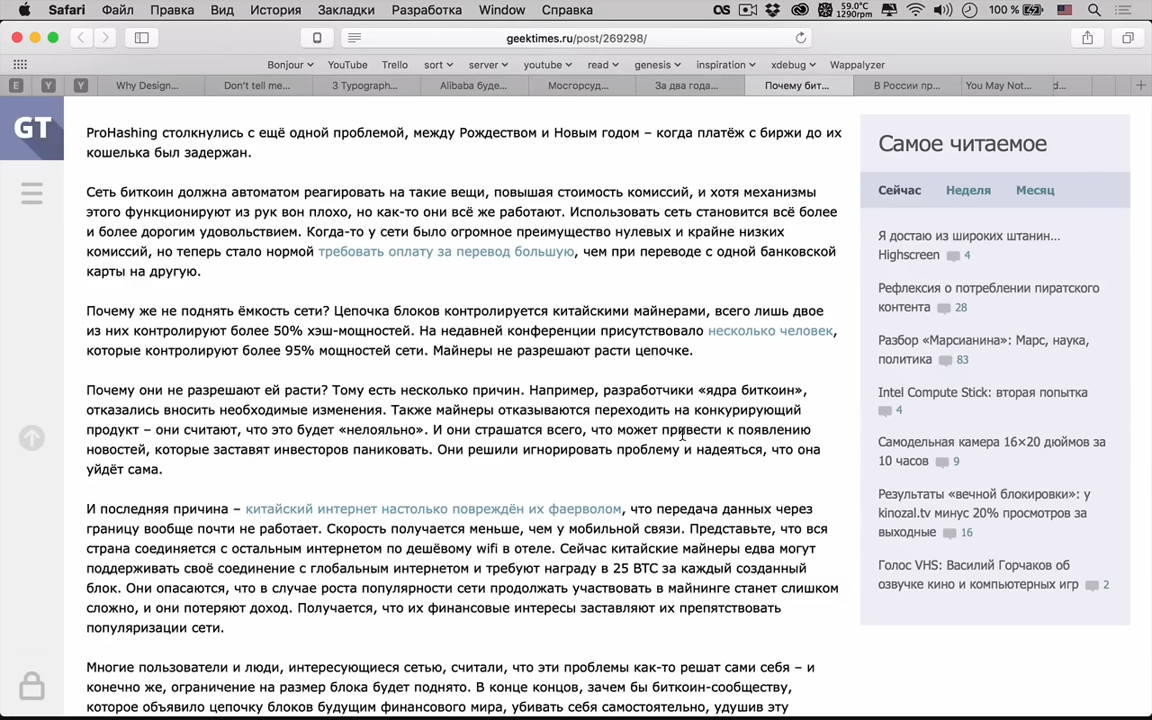 Safari Файл Правка Вид История Закладки Разработка Window Справка 59.0°C 1290rpm 100 %
geektimes.ru/post/269298/
Bonjour YouTube Trello sort server youtube read genesis inspiration xdebug Wappalyzer
E Y Y Why Design... Don't tell me... 3 Typograph... Alibaba буде... Мосгорсуд... За два года... Почему бит... В России пр... You May Not... d...
GT
ProHashing столкнулись с ещё одной проблемой, между Рождеством и Новым годом – когда платёж с биржи до их
кошелька был задержан.
Сеть биткоин должна автоматом реагировать на такие вещи, повышая стоимость комиссий, и хотя механизмы
этого функционируют из рук вон плохо, но как-то они всё же работают. Использовать сеть становится всё более
и более дорогим удовольствием. Когда-то у сети было огромное преимущество нулевых и крайне низких
комиссий, но теперь стало нормой требовать оплату за перевод большую, чем при переводе с одной банковской
карты на другую.
Почему же не поднять ёмкость сети? Цепочка блоков контролируется китайскими майнерами, всего лишь двое
из них контролируют более 50% хэш-мощностей. На недавней конференции присутствовало несколько человек,
которые контролируют более 95% мощностей сети. Майнеры не разрешают расти цепочке.
Почему они не разрешают ей расти? Тому есть несколько причин. Например, разработчики «ядра биткоин»,
отказались вносить необходимые изменения. Также майнеры отказываются переходить на конкурирующий
продукт – они считают, что это будет «нелояльно». И они страшатся всего, что может привести к появлению
новостей, которые заставят инвесторов паниковать. Они решили игнорировать проблему и надеяться, что она
уйдёт сама.
И последняя причина – китайский интернет настолько повреждён их фаерволом, что передача данных через
границу вообще почти не работает. Скорость получается меньше, чем у мобильной связи. Представьте, что вся
страна соединяется с остальным интернетом по дешёвому wifi в отеле. Сейчас китайские майнеры едва могут
поддерживать своё соединение с глобальным интернетом и требуют награду в 25 BTC за каждый созданный
блок. Они опасаются, что в случае роста популярности сети продолжать участвовать в майнинге станет слишком
сложно, и они потеряют доход. Получается, что их финансовые интересы заставляют их препятствовать
популяризации сети.
Многие пользователи и люди, интересующиеся сетью, считали, что эти проблемы как-то решат сами себя – и
конечно же, ограничение на размер блока будет поднято. В конце концов, зачем бы биткоин-сообществу,
которое объявило цепочку блоков будущим финансового мира, убивать себя самостоятельно, удушив эту
Самое читаемое
Сейчас Неделя Месяц
Я достаю из широких штанин...
Highscreen 4
Рефлексия о потреблении пиратского
контента 28
Разбор «Марсианина»: Марс, наука,
политика 83
Intel Compute Stick: вторая попытка
4
Самодельная камера 16×20 дюймов за
10 часов 9
Результаты «вечной блокировки»: у
kinozal.tv минус 20% просмотров за
выходные 16
Голос VHS: Василий Горчаков об
озвучке кино и компьютерных игр 2